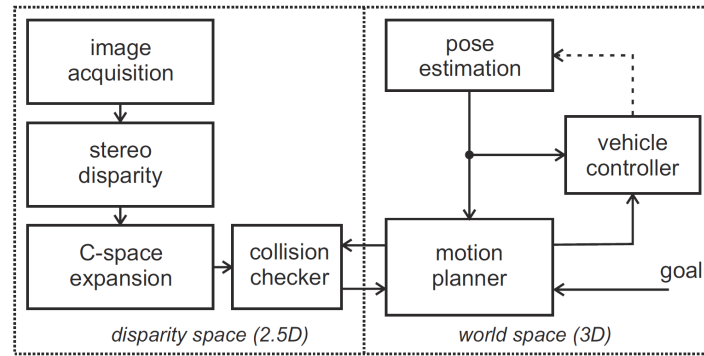 image
acquisition
stereo
disparity
C-space
expansion
collision
checker
disparity space (2.5D)
pose
estimation
vehicle
controller
motion
planner
goal
world space (3D)